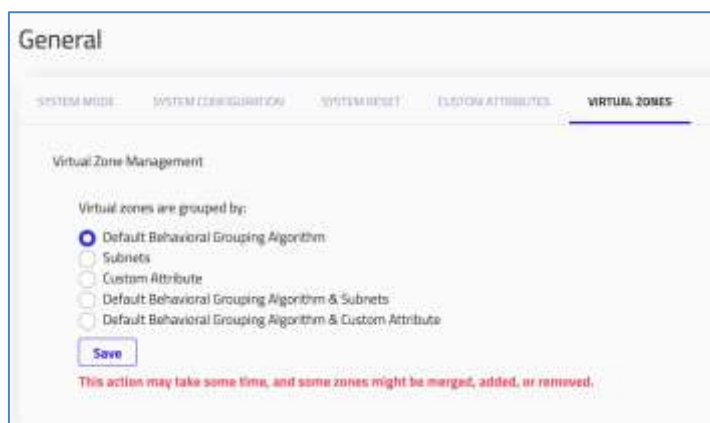 General
SYSTEM MODE
SYSTEM CONFIGURATION
SYSTEM RESET
CUSTOM ATTRIBUTES
VIRTUAL ZONES
Virtual Zone Management
Virtual zones are grouped by:
Default Behavioral Grouping Algorithm
Subnets
Custom Attribute
Default Behavioral Grouping Algorithm & Subnets
Default Behavioral Grouping Algorithm & Custom Attribute
Save
This action may take some time, and some zones might be merged, added, or removed.